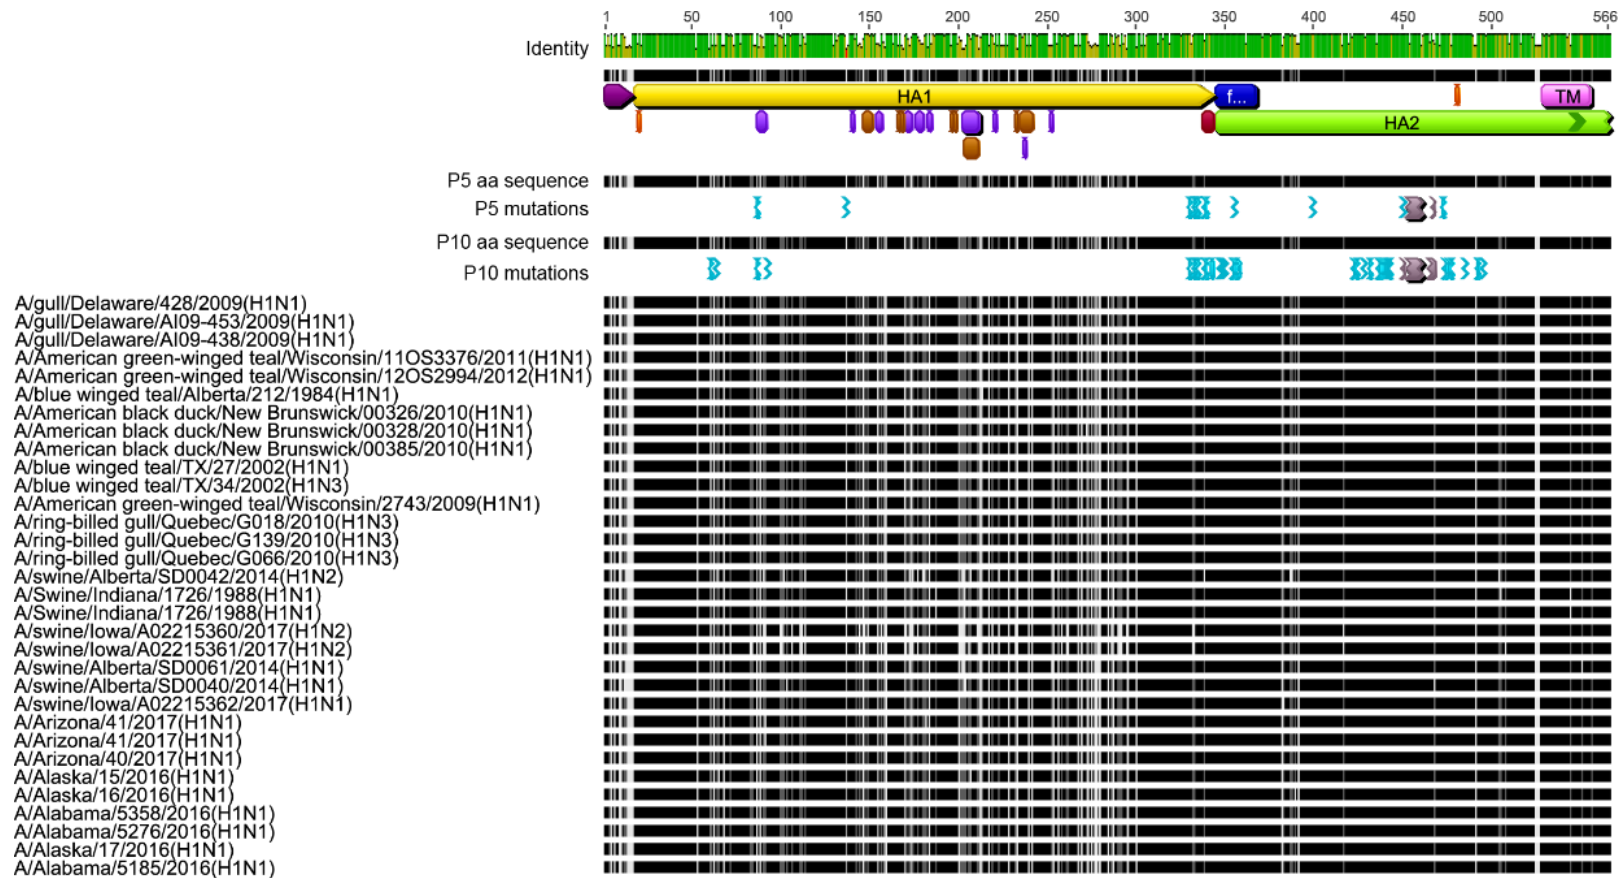 1 50 100 150 200 250 300 350 400 450 500 566
Identity
HA1 f... TM
HA2
P5 aa sequence
P5 mutations
P10 aa sequence
P10 mutations
A/gull/Delaware/428/2009(H1N1)
A/gull/Delaware/AI09-453/2009(H1N1)
A/gull/Delaware/AI09-438/2009(H1N1)
A/American green-winged teal/Wisconsin/11OS3376/2011(H1N1)
A/American green-winged teal/Wisconsin/12OS2994/2012(H1N1)
A/blue winged teal/Alberta/212/1984(H1N1)
A/American black duck/New Brunswick/00326/2010(H1N1)
A/American black duck/New Brunswick/00328/2010(H1N1)
A/American black duck/New Brunswick/00385/2010(H1N1)
A/blue winged teal/TX/27/2002(H1N1)
A/blue winged teal/TX/34/2002(H1N3)
A/American green-winged teal/Wisconsin/2743/2009(H1N1)
A/ring-billed gull/Quebec/G018/2010(H1N3)
A/ring-billed gull/Quebec/G139/2010(H1N3)
A/ring-billed gull/Quebec/G066/2010(H1N3)
A/swine/Alberta/SD0042/2014(H1N2)
A/Swine/Indiana/1726/1988(H1N1)
A/Swine/Indiana/1726/1988(H1N1)
A/swine/Iowa/A02215360/2017(H1N2)
A/swine/Iowa/A02215361/2017(H1N2)
A/swine/Alberta/SD0061/2014(H1N1)
A/swine/Alberta/SD0040/2014(H1N1)
A/swine/Iowa/A02215362/2017(H1N1)
A/Arizona/41/2017(H1N1)
A/Arizona/41/2017(H1N1)
A/Arizona/40/2017(H1N1)
A/Alaska/15/2016(H1N1)
A/Alaska/16/2016(H1N1)
A/Alabama/5358/2016(H1N1)
A/Alabama/5276/2016(H1N1)
A/Alaska/17/2016(H1N1)
A/Alabama/5185/2016(H1N1)